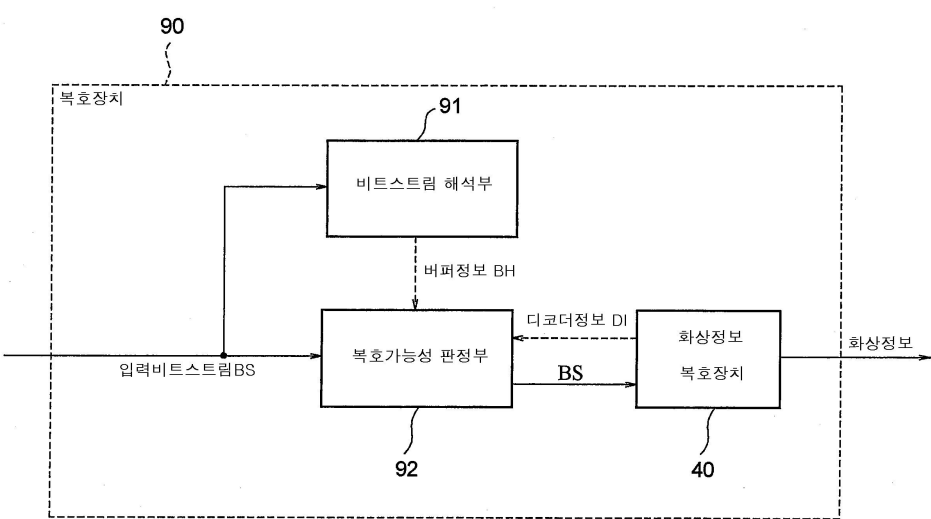 90
복호장치
91
비트스트림 해석부
버퍼정보 BH
디코더정보 DI
화상정보
복호장치
화상정보
복호가능성 판정부
입력비트스트림BS
BS
92
40